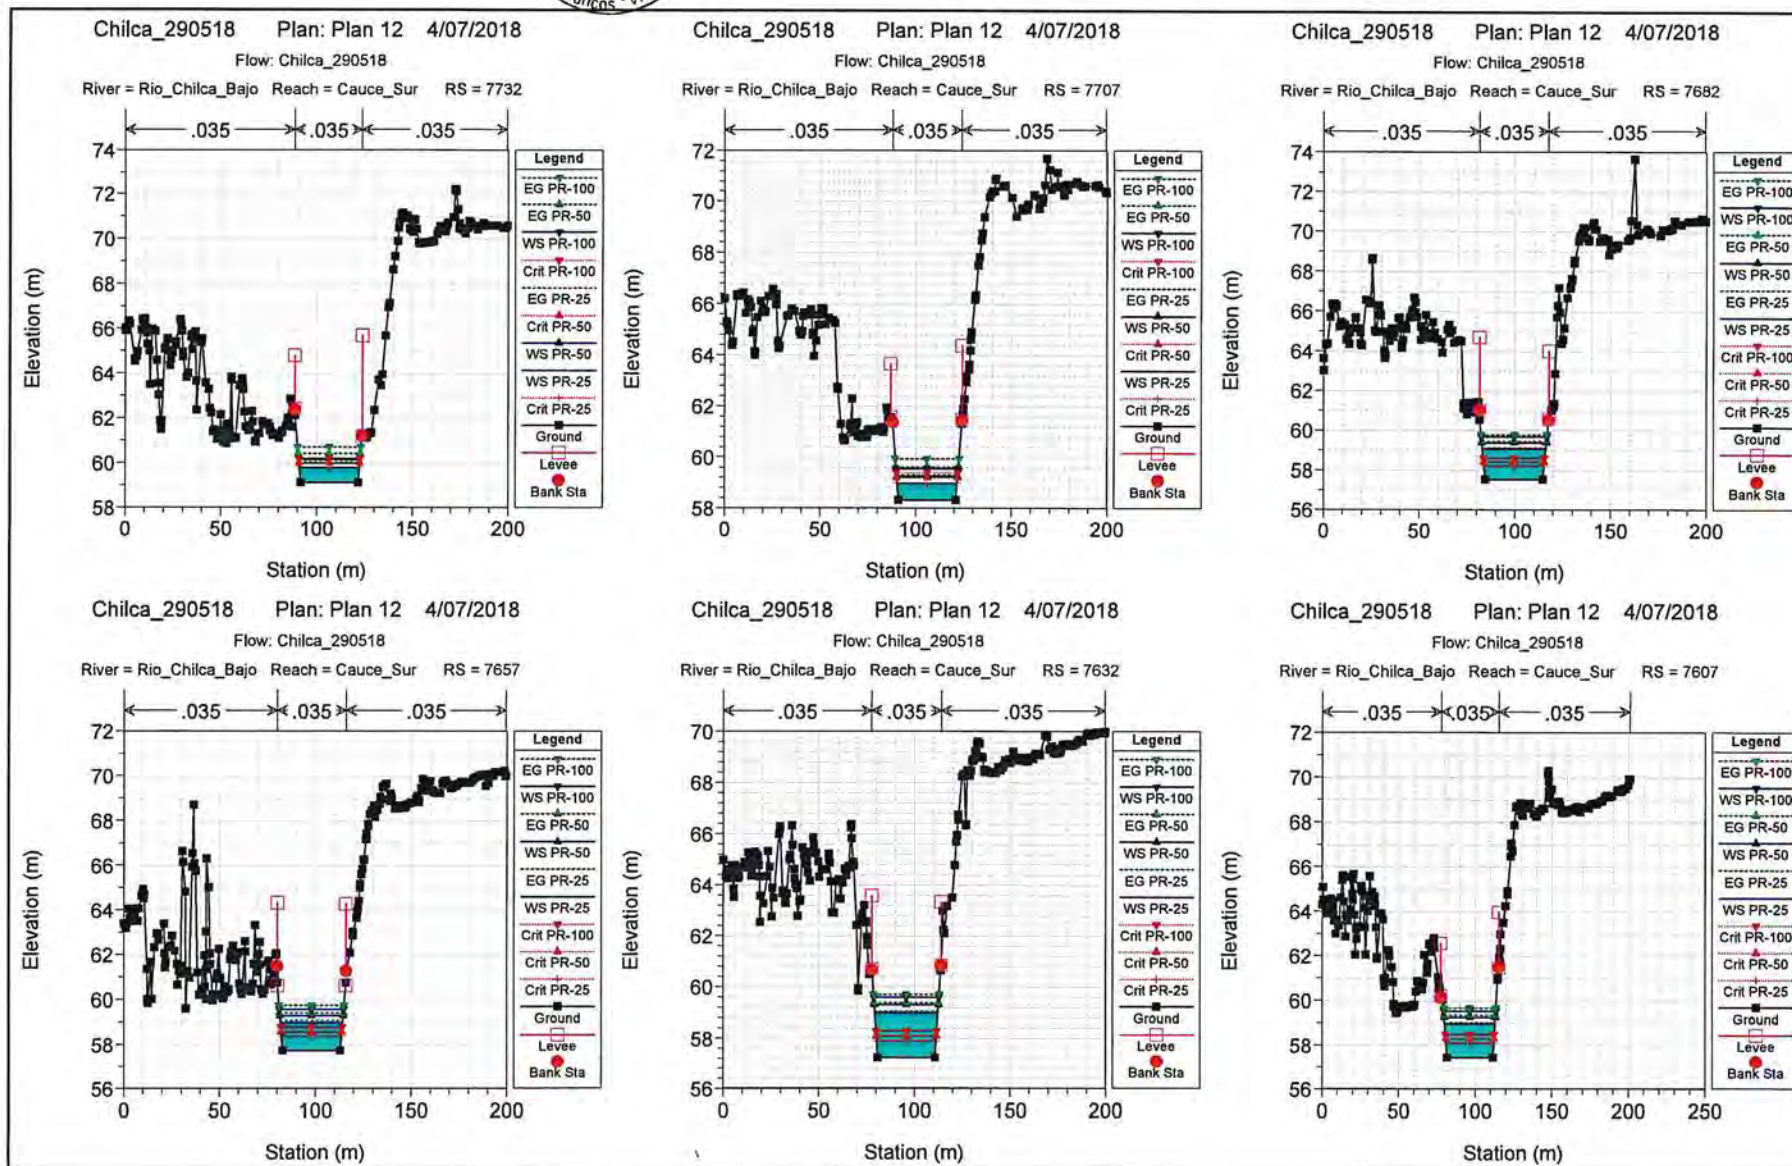 Chilca_290518 Plan: Plan 12 4/07/2018
Flow: Chilca_290518
River = Rio_Chilca_Bajo Reach = Cauce_Sur RS = 7732
.035 .035 .035
74
72
70
68
66
64
62
60
58
0 50 100 150 200
Elevation (m)
Station (m)
Legend
EG PR-100
EG PR-50
WS PR-100
Crit PR-100
EG PR-25
Crit PR-50
WS PR-50
WS PR-25
Crit PR-25
Ground
Levee
Bank Sta
Chilca_290518 Plan: Plan 12 4/07/2018
Flow: Chilca_290518
River = Rio_Chilca_Bajo Reach = Cauce_Sur RS = 7707
.035 .035 .035
72
70
68
66
64
62
60
58
0 50 100 150 200
Elevation (m)
Station (m)
Legend
EG PR-100
EG PR-50
WS PR-100
Crit PR-100
EG PR-25
WS PR-50
Crit PR-50
WS PR-25
Crit PR-25
Ground
Levee
Bank Sta
Chilca_290518 Plan: Plan 12 4/07/2018
Flow: Chilca_290518
River = Rio_Chilca_Bajo Reach = Cauce_Sur RS = 7682
.035 .035 .035
74
72
70
68
66
64
62
60
58
56
0 50 100 150 200
Elevation (m)
Station (m)
Legend
EG PR-100
WS PR-100
EG PR-50
WS PR-50
EG PR-25
WS PR-25
Crit PR-100
Crit PR-50
Crit PR-25
Ground
Levee
Bank Sta
Chilca_290518 Plan: Plan 12 4/07/2018
Flow: Chilca_290518
River = Rio_Chilca_Bajo Reach = Cauce_Sur RS = 7657
.035 .035 .035
72
70
68
66
64
62
60
58
56
0 50 100 150 200
Elevation (m)
Station (m)
Legend
EG PR-100
WS PR-100
EG PR-50
WS PR-50
EG PR-25
WS PR-25
Crit PR-100
Crit PR-50
Crit PR-25
Ground
Levee
Bank Sta
Chilca_290518 Plan: Plan 12 4/07/2018
Flow: Chilca_290518
River = Rio_Chilca_Bajo Reach = Cauce_Sur RS = 7632
.035 .035 .035
70
68
66
64
62
60
58
56
0 50 100 150 200
Elevation (m)
Station (m)
Legend
EG PR-100
WS PR-100
EG PR-50
WS PR-50
EG PR-25
WS PR-25
Crit PR-100
Crit PR-50
Crit PR-25
Ground
Levee
Bank Sta
Chilca_290518 Plan: Plan 12 4/07/2018
Flow: Chilca_290518
River = Rio_Chilca_Bajo Reach = Cauce_Sur RS = 7607
.035 .035 .035
72
70
68
66
64
62
60
58
56
0 50 100 150 200 250
Elevation (m)
Station (m)
Legend
EG PR-100
WS PR-100
EG PR-50
WS PR-50
EG PR-25
WS PR-25
Crit PR-100
Crit PR-50
Crit PR-25
Ground
Levee
Bank Sta